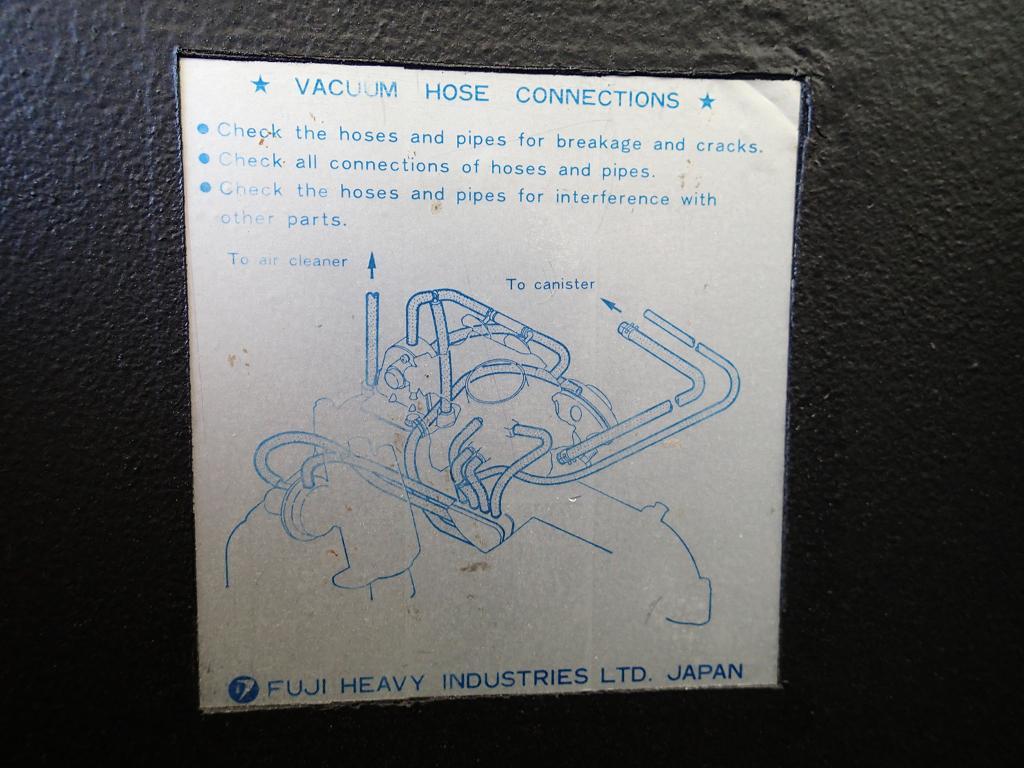 ★ VACUUM HOSE CONNECTIONS ★
● Check the hoses and pipes for breakage and cracks.
● Check all connections of hoses and pipes.
● Check the hoses and pipes for interference with
other parts.
To air cleaner
To canister
FUJI HEAVY INDUSTRIES LTD. JAPAN